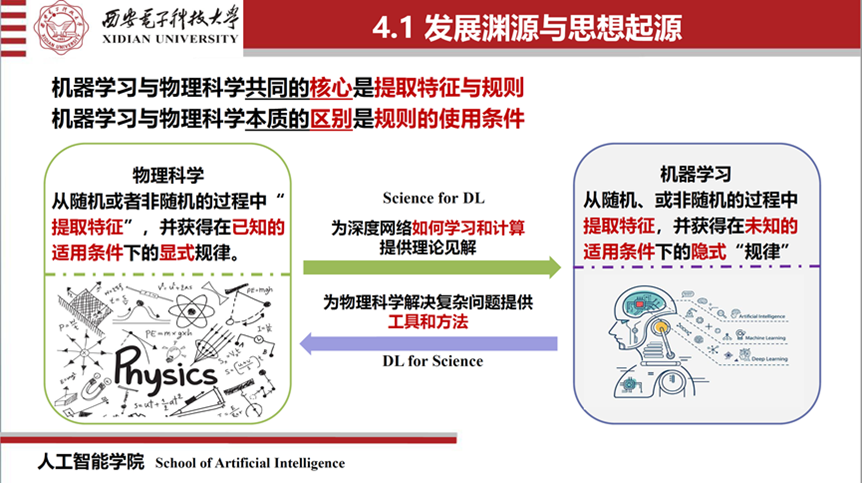 西安电子科技大学
XIDIAN UNIVERSITY
4.1 发展渊源与思想起源
机器学习与物理科学共同的核心是提取特征与规则
机器学习与物理科学本质的区别是规则的使用条件
物理科学
从随机或者非随机的过程中“
提取特征”，并获得在已知的
适用条件下的显式规律。
Physics
Science for DL
为深度网络如何学习和计算
提供理论见解
为物理科学解决复杂问题提供
工具和方法
DL for Science
机器学习
从随机、或非随机的过程中
提取特征，并获得在未知的
适用条件下的隐式“规律”
Artificial Intelligence
Machine Learning
Deep Learning
人工智能学院 School of Artificial Intelligence